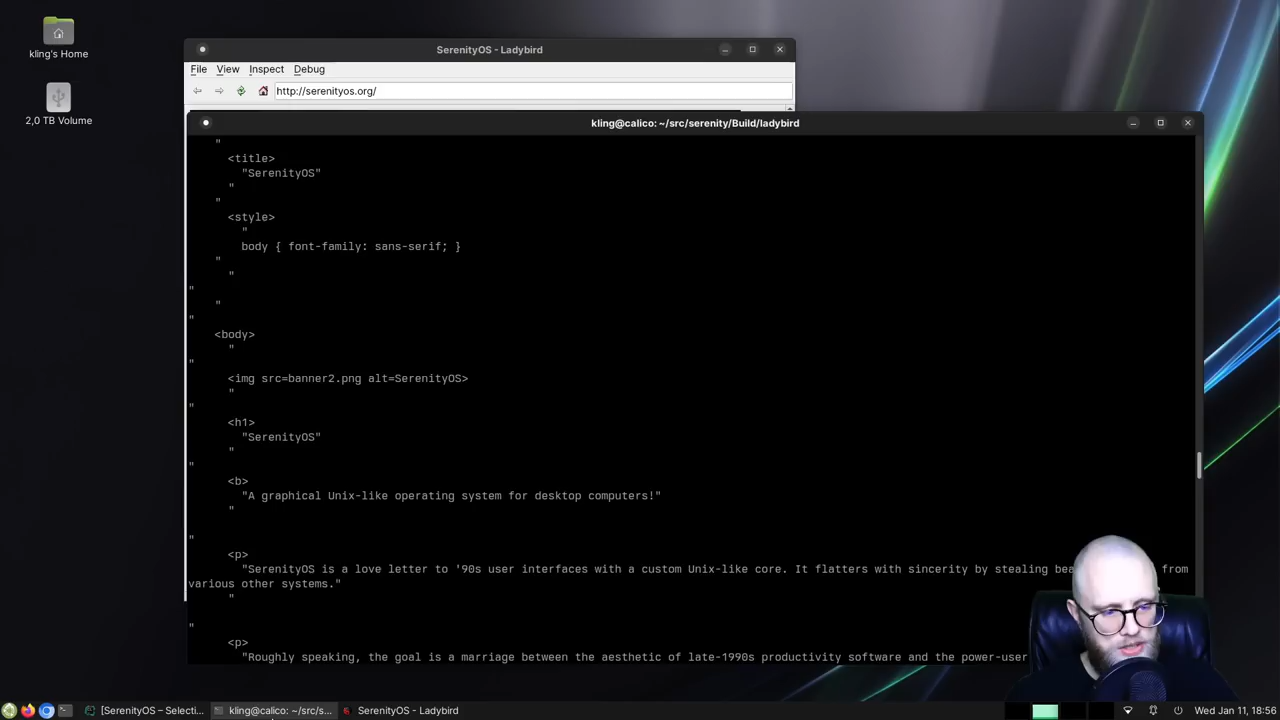 kling's Home
2,0 TB Volume
SerenityOS - Ladybird
File View Inspect Debug
http://serenityos.org/
kling@calico: ~/src/serenity/Build/ladybird
"
<title>
"SerenityOS"
"
"
<style>
"
body { font-family: sans-serif; }
"
"
"
"
"
<body>
"
"
<img src=banner2.png alt=SerenityOS>
"
"
<h1>
"SerenityOS"
"
"
<b>
"A graphical Unix-like operating system for desktop computers!"
"
"
<p>
"SerenityOS is a love letter to '90s user interfaces with a custom Unix-like core. It flatters with sincerity by stealing from
various other systems."
"
"
<p>
"Roughly speaking, the goal is a marriage between the aesthetic of late-1990s productivity software and the power-user
[SerenityOS – Selecti...
kling@calico: ~/src/s...
SerenityOS - Ladybird
Wed Jan 11, 18:56